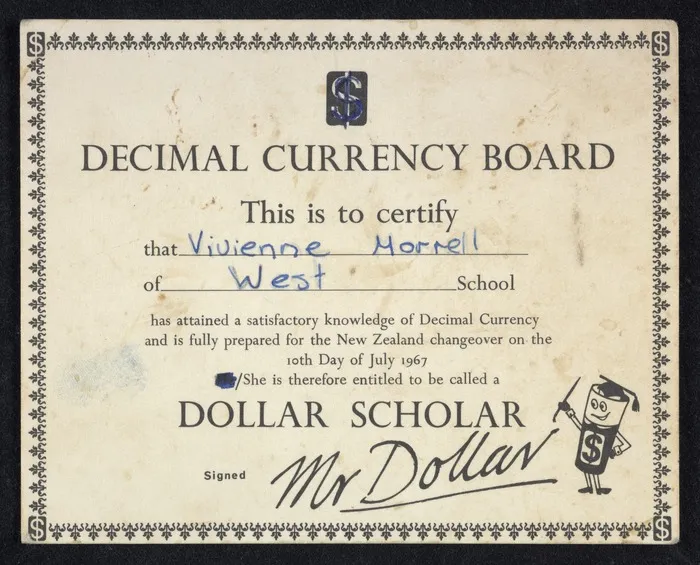 $ $
$
DECIMAL CURRENCY BOARD
This is to certify
that Vivienne Morrell
of West School
has attained a satisfactory knowledge of Decimal Currency
and is fully prepared for the New Zealand changeover on the
10th Day of July 1967
/She is therefore entitled to be called a
DOLLAR SCHOLAR
$
Signed Mr Dollar
$ $